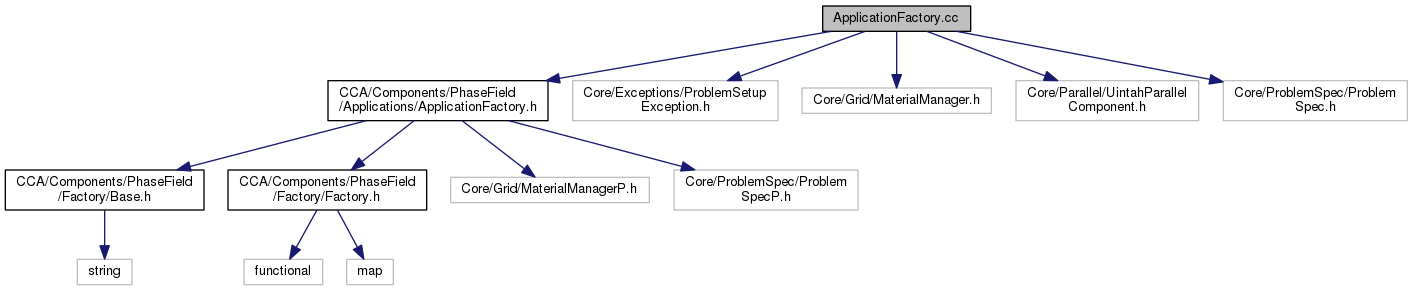 ApplicationFactory.cc
CCA/Components/PhaseField
/Applications/ApplicationFactory.h
Core/Exceptions/ProblemSetup
Exception.h
Core/Grid/MaterialManager.h
Core/Parallel/UintahParallel
Component.h
Core/ProblemSpec/Problem
Spec.h
CCA/Components/PhaseField
/Factory/Base.h
CCA/Components/PhaseField
/Factory/Factory.h
Core/Grid/MaterialManagerP.h
Core/ProblemSpec/Problem
SpecP.h
string
functional
map